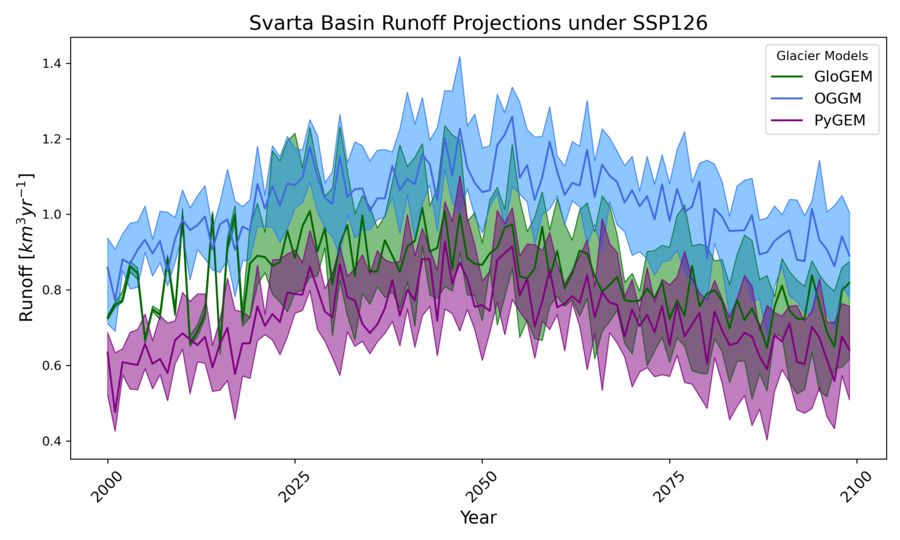 Svarta Basin Runoff Projections under SSP126
Glacier Models
GloGEM
OGGM
PyGEM
Runoff [km³yr⁻¹]
1.4
1.2
1.0
0.8
0.6
0.4
2000
2025
2050
2075
2100
Year